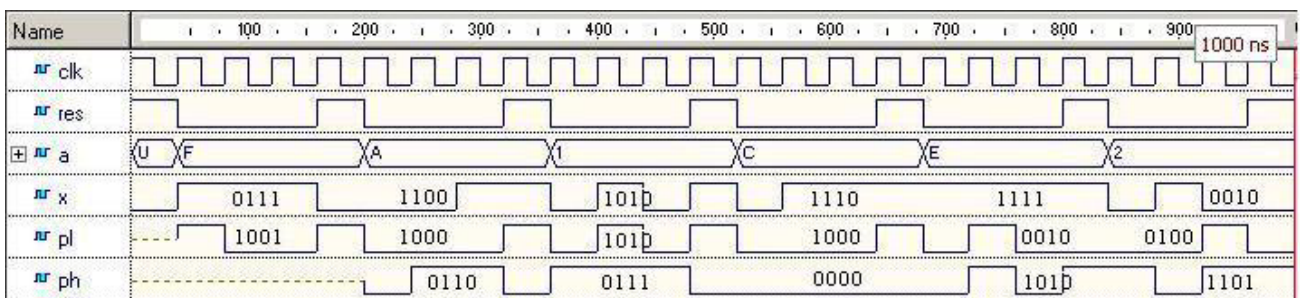 Name 100 200 300 400 500 600 700 800 900
1000 ns
clk
res
a U F A 1 C E 2
x 0111 1100 1010 1110 1111 0010
pl 1001 1000 1010 1000 0010 0100
ph 0110 0111 0000 1010 1101